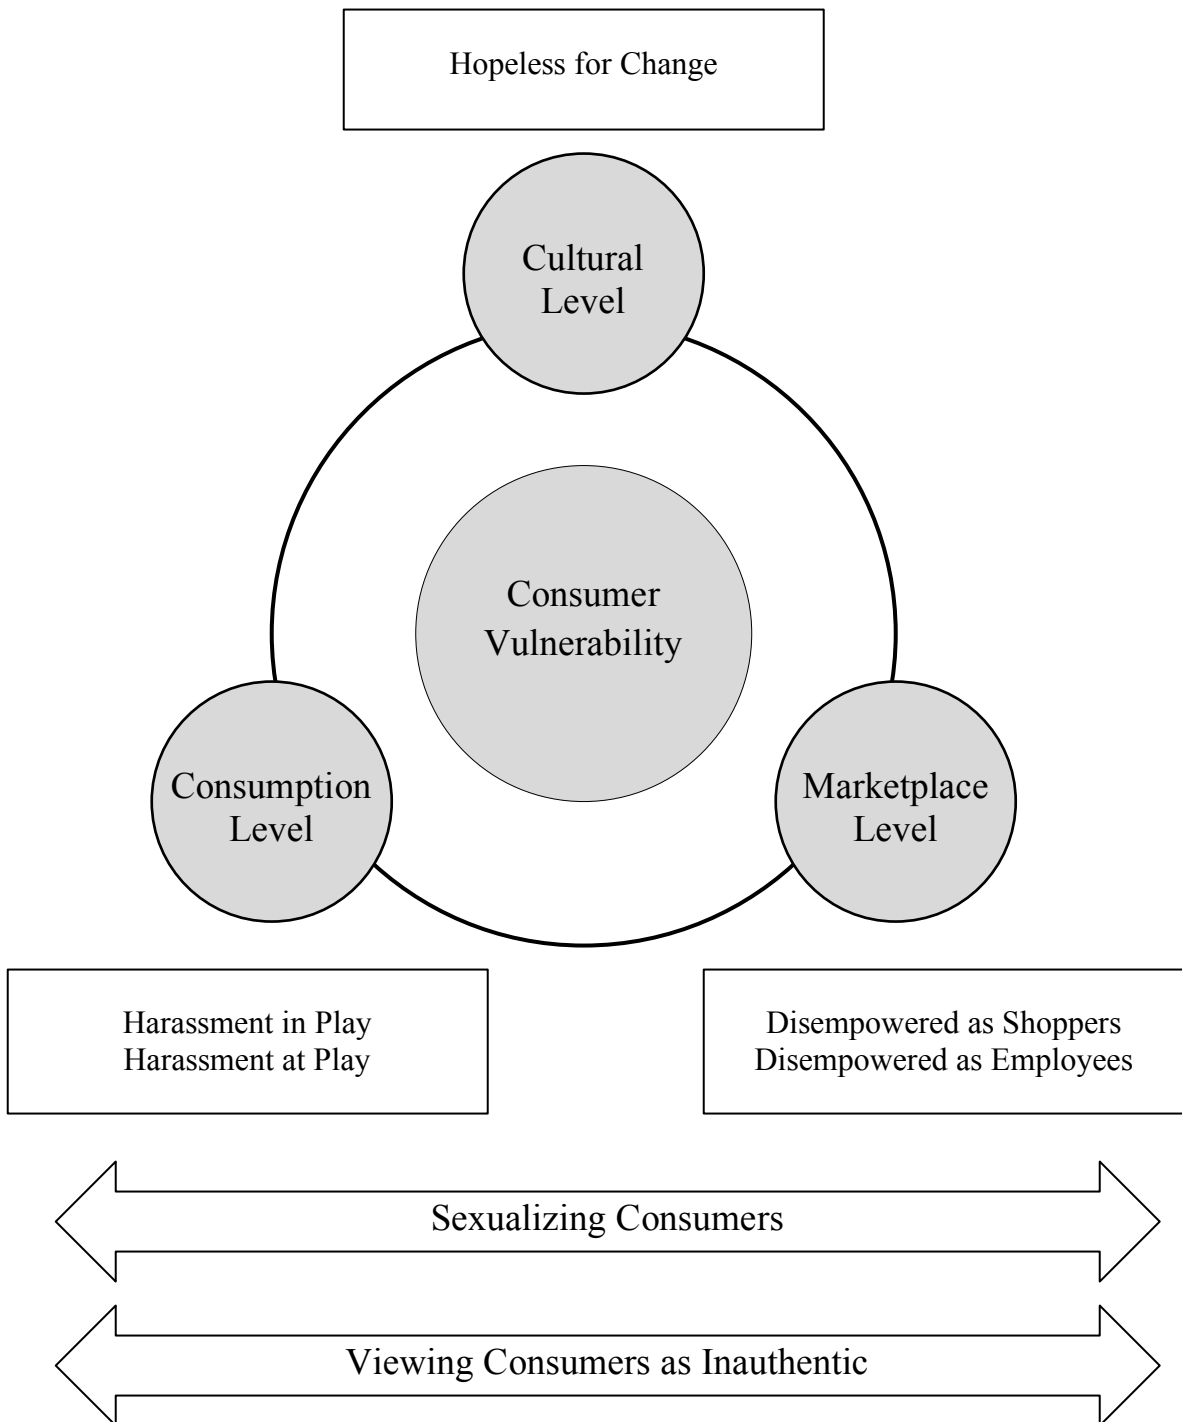 Hopeless for Change
Cultural
Level
Consumer
Vulnerability
Consumption
Level
Marketplace
Level
Harassment in Play
Harassment at Play
Disempowered as Shoppers
Disempowered as Employees
Sexualizing Consumers
Viewing Consumers as Inauthentic